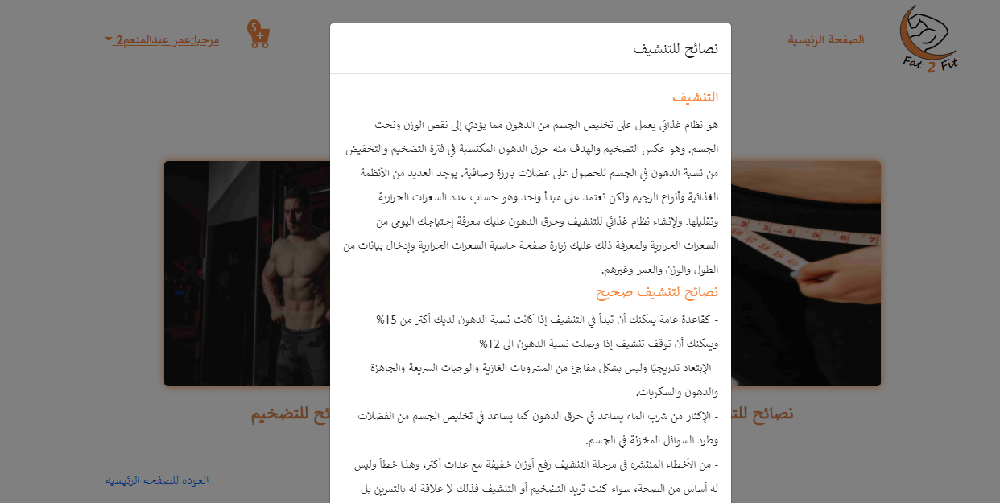 Fat 2 Fit
الصفحة الرئيسية
5
مرحبا:عمر عبدالمنعم2
نصائح للتنشيف
التنشيف
هو نظام غذائي يعمل على تخليص الجسم من الدهون مما يؤدي إلى نقص الوزن ونحت
الجسم. وهو عكس التضخيم والهدف منه حرق الدهون المكتسبة في فترة التضخيم والتخفيض
من نسبة الدهون في الجسم للحصول على عضلات بارزة وصافية. يوجد العديد من الأنظمة
الغذائية وأنواع الرجيم ولكن تعتمد على مبدأ واحد وهو حساب عدد السعرات الحرارية
وتقليلها. ولإنشاء نظام غذائي للتنشيف وحرق الدهون عليك معرفة إحتياجك اليومي من
السعرات الحرارية ولمعرفة ذلك عليك زيارة صفحة حاسبة السعرات الحرارية وإدخال بيانات من
الطول والوزن والعمر وغيرهم.
نصائح لتنشيف صحيح
- كقاعدة عامة يمكنك أن تبدأ في التنشيف إذا كانت نسبة الدهون لديك أكثر من 15%
ويمكنك أن توقف تنشيف إذا وصلت نسبة الدهون الى 12%
- الإبتعاد تدريجيًا وليس بشكل مفاجئ من المشروبات الغازية والوجبات السريعة والجاهزة
والدهون والسكريات.
- الإكثار من شرب الماء يساعد في حرق الدهون كما يساعد في تخليص الجسم من الفضلات
وطرد السوائل المخزنة في الجسم.
- من الأخطاء المنتشره في مرحلة التنشيف رفع أوزان خفيفة مع عدات أكثر، وهذا خطأ وليس
له أساس من الصحة، سواء كنت تريد التضخيم أو التنشيف فذلك لا علاقة له بالتمرين بل
نصائح للت
ئح للتضخيم
العوده للصفحه الرئيسيه